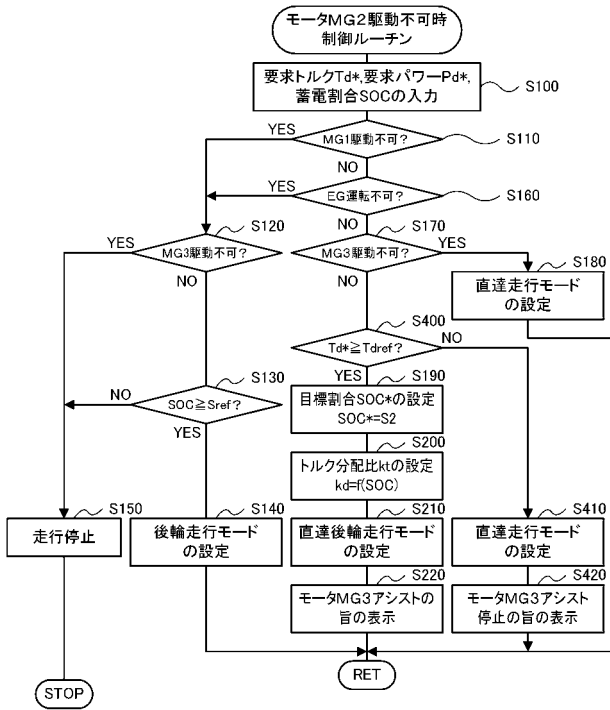 モータMG2駆動不可時
制御ルーチン
要求トルクTd*,要求パワーPd*,
蓄電割合SOCの入力
S100
YES
MG1駆動不可?
S110
NO
YES
EG運転不可?
S160
NO
S120
S170
YES
MG3駆動不可?
NO
MG3駆動不可?
YES
NO
S180
直達走行モード
の設定
S400
Td*≧Tdref?
NO
YES
S130
NO
SOC≧Sref?
YES
S190
目標割合SOC*の設定
SOC*=S2
S200
トルク分配比ktの設定
kd=f(SOC)
S150
走行停止
S140
後輪走行モード
の設定
S210
直達後輪走行モード
の設定
S410
直達走行モード
の設定
S220
モータMG3アシストの
旨の表示
S420
モータMG3アシスト
停止の旨の表示
STOP
RET